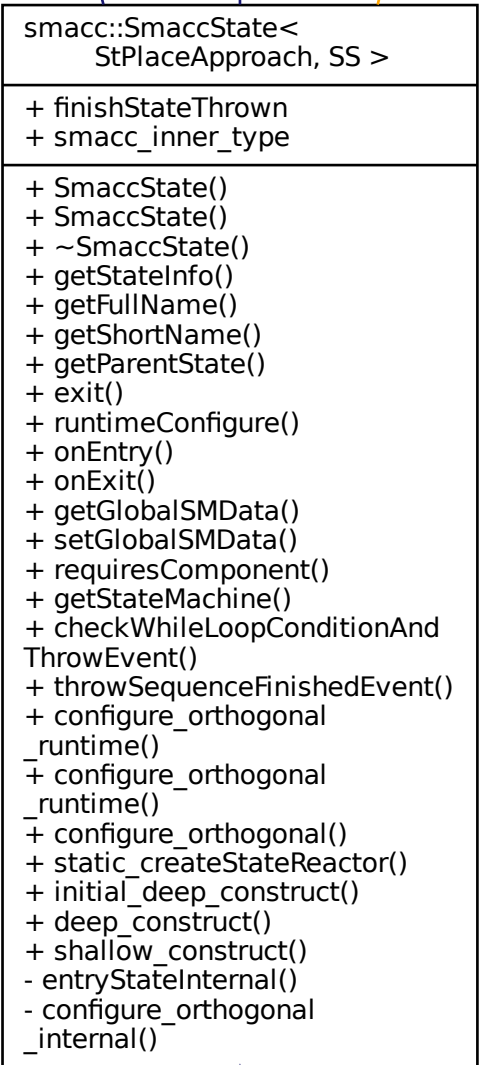 smacc::SmaccState<
StPlaceApproach, SS >
+ finishStateThrown
+ smacc_inner_type
+ SmaccState()
+ SmaccState()
+ ~SmaccState()
+ getStateInfo()
+ getFullName()
+ getShortName()
+ getParentState()
+ exit()
+ runtimeConfigure()
+ onEntry()
+ onExit()
+ getGlobalSMData()
+ setGlobalSMData()
+ requiresComponent()
+ getStateMachine()
+ checkWhileLoopConditionAnd
ThrowEvent()
+ throwSequenceFinishedEvent()
+ configure_orthogonal
_runtime()
+ configure_orthogonal
_runtime()
+ configure_orthogonal()
+ static_createStateReactor()
+ initial_deep_construct()
+ deep_construct()
+ shallow_construct()
- entryStateInternal()
- configure_orthogonal
_internal()